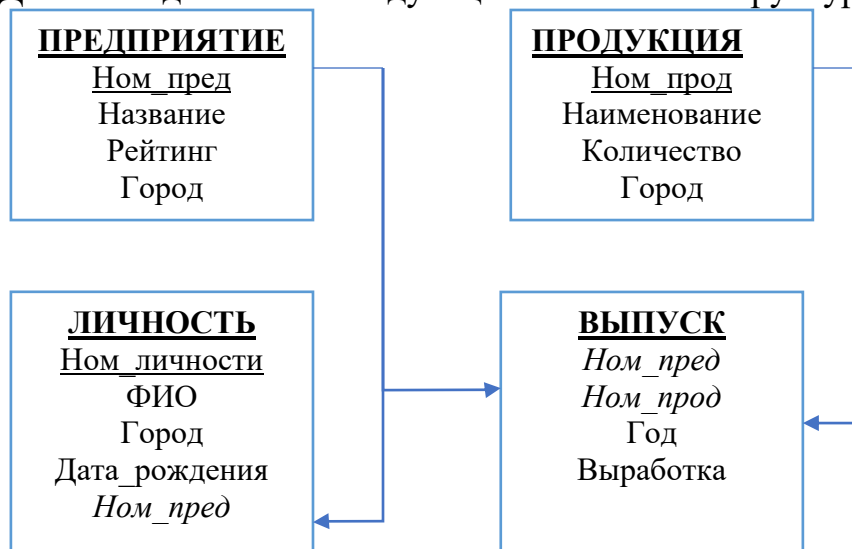 ПРЕДПРИЯТИЕ
Ном_пред
Название
Рейтинг
Город
ПРОДУКЦИЯ
Ном_прод
Наименование
Количество
Город
ЛИЧНОСТЬ
Ном_личности
ФИО
Город
Дата_рождения
Ном_пред
ВЫПУСК
Ном_пред
Ном_прод
Год
Выработка